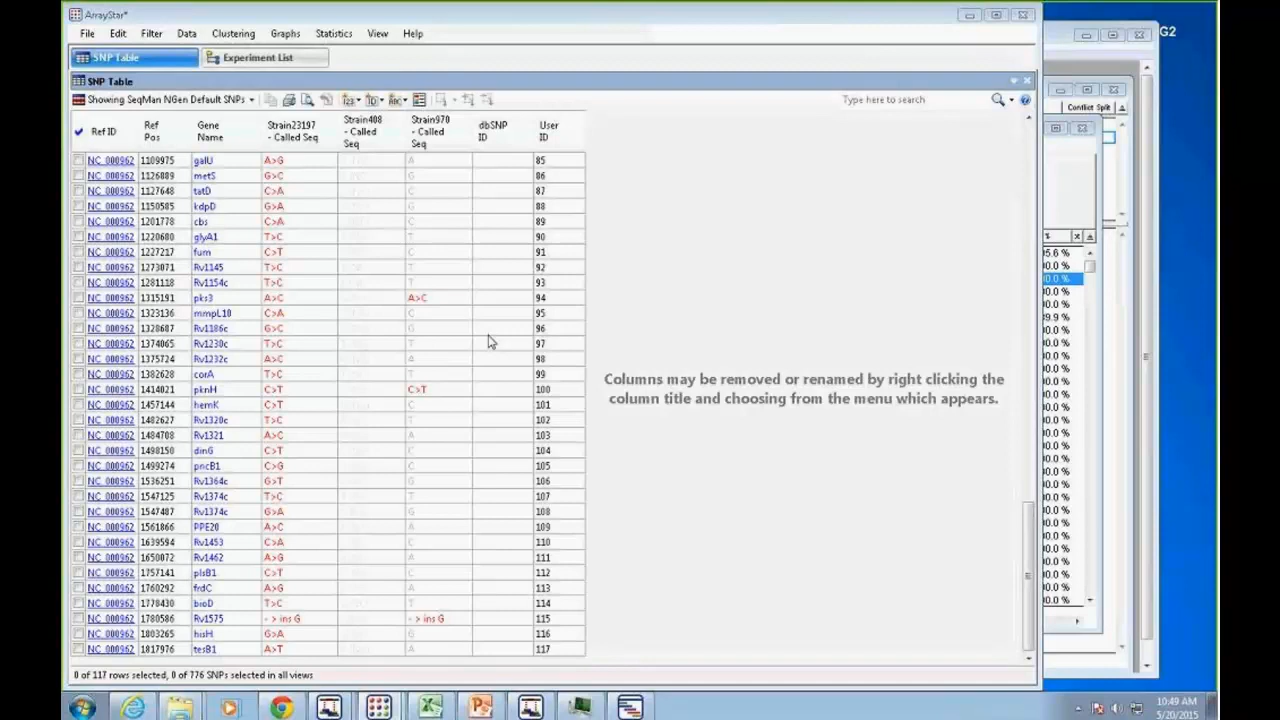 ArrayStar*
G2
File Edit Filter Data Clustering Graphs Statistics View Help
SNP Table Experiment List
SNP Table
Showing SeqMan NGen Default SNPs Type here to search
Conflict Split
Ref ID Ref Pos Gene Name Strain23197 - Called Seq Strain408 - Called Seq Strain970 - Called Seq dbSNP ID User ID
NC_000962 1109975 galU A>G A 85
NC_000962 1126889 metS G>C G 86
NC_000962 1127648 tatD C>A C 87
NC_000962 1150585 kdpD G>A G 88
NC_000962 1201778 cbs C>A C 89
NC_000962 1220680 glyA1 T>C T 90
NC_000962 1227217 fum C>T C 91
NC_000962 1273071 Rv1145 T>C T 92
NC_000962 1281118 Rv1154c T>C T 93
NC_000962 1315191 pks3 A>C A>C 94
NC_000962 1323136 mmpL10 C>A C 95
NC_000962 1328687 Rv1186c G>C G 96
NC_000962 1374065 Rv1230c T>C T 97
NC_000962 1375724 Rv1232c A>C A 98
NC_000962 1382628 corA T>C T 99
NC_000962 1414021 pknH C>T C>T 100
NC_000962 1457144 hemK C>T C 101
NC_000962 1482627 Rv1320c T>C T 102
NC_000962 1484708 Rv1321 A>C A 103
NC_000962 1498150 dinG C>T C 104
NC_000962 1499274 pncB1 C>G C 105
NC_000962 1536251 Rv1364c G>T G 106
NC_000962 1547125 Rv1374c T>C T 107
NC_000962 1547487 Rv1374c G>A G 108
NC_000962 1561866 PPE20 A>C A 109
NC_000962 1639594 Rv1453 C>A C 110
NC_000962 1650072 Rv1462 A>G A 111
NC_000962 1757141 plsB1 C>T C 112
NC_000962 1760292 frdC A>G A 113
NC_000962 1778430 bioD T>C T 114
NC_000962 1780586 Rv1575 - > ins G - > ins G 115
NC_000962 1803265 hisH G>A G 116
NC_000962 1817976 tesB1 A>T A 117
Columns may be removed or renamed by right clicking the
column title and choosing from the menu which appears.
0 of 117 rows selected, 0 of 776 SNPs selected in all views
10:49 AM
5/20/2015